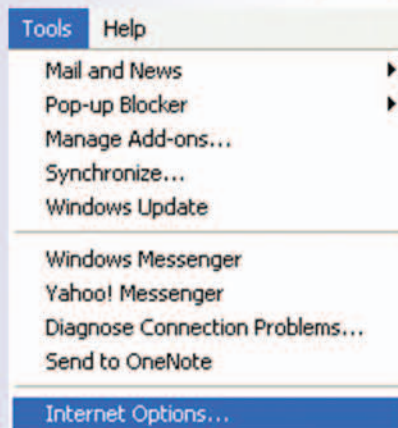 Tools Help
Mail and News
Pop-up Blocker
Manage Add-ons...
Synchronize...
Windows Update
Windows Messenger
Yahoo! Messenger
Diagnose Connection Problems...
Send to OneNote
Internet Options...